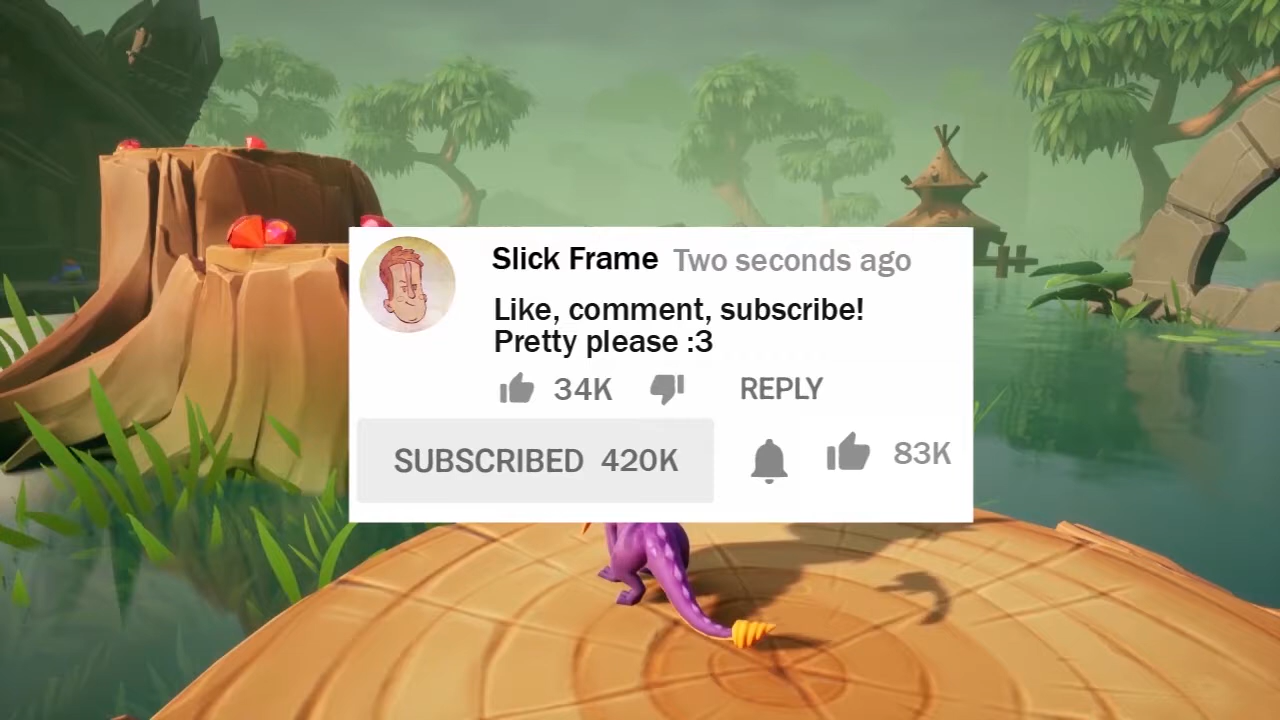 Slick Frame Two seconds ago
Like, comment, subscribe!
Pretty please :3
34K REPLY
SUBSCRIBED 420K 83K